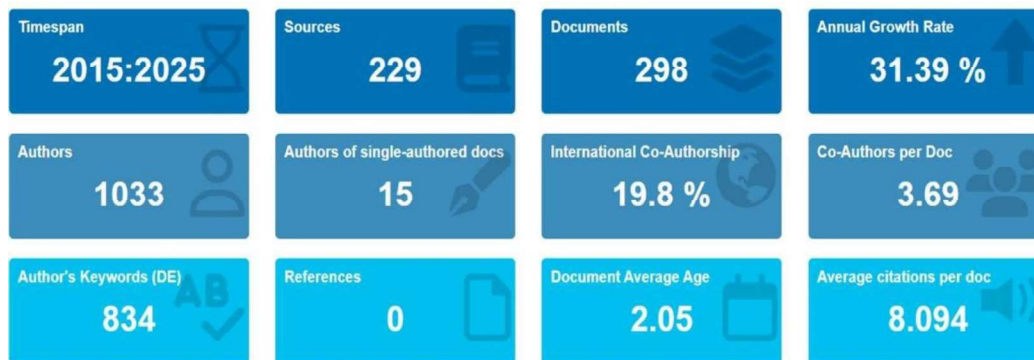 Timespan
2015:2025
Sources
229
Documents
298
Annual Growth Rate
31.39 %
Authors
1033
Authors of single-authored docs
15
International Co-Authorship
19.8 %
Co-Authors per Doc
3.69
Author's Keywords (DE)
AB
834
References
0
Document Average Age
2.05
Average citations per doc
8.094